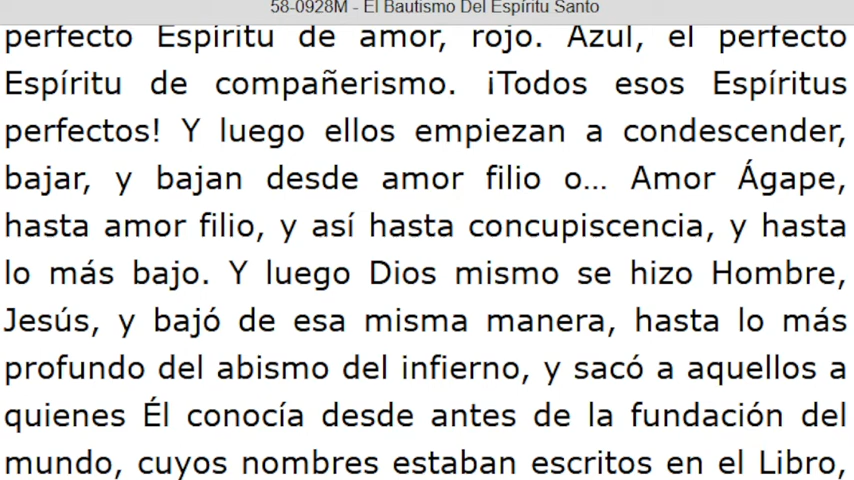 58-0928M - El Bautismo Del Espíritu Santo
perfecto Espíritu de amor, rojo. Azul, el perfecto
Espíritu de compañerismo. ¡Todos esos Espíritus
perfectos! Y luego ellos empiezan a condescender,
bajar, y bajan desde amor filio o... Amor Ágape,
hasta amor filio, y así hasta concupiscencia, y hasta
lo más bajo. Y luego Dios mismo se hizo Hombre,
Jesús, y bajó de esa misma manera, hasta lo más
profundo del abismo del infierno, y sacó a aquellos a
quienes Él conocía desde antes de la fundación del
mundo, cuyos nombres estaban escritos en el Libro,